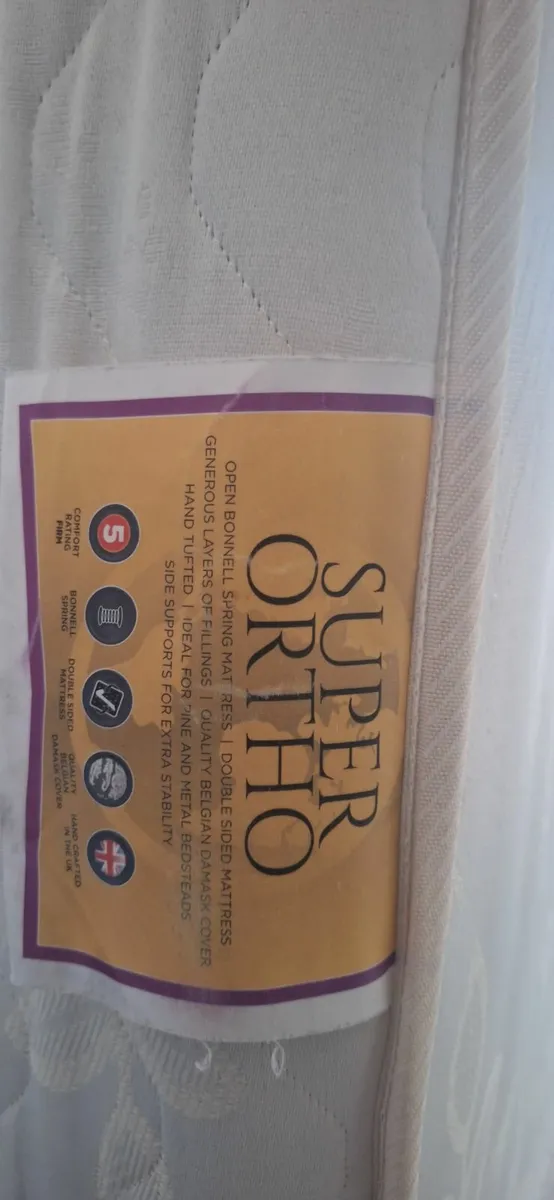 SUPER
ORTHO
OPEN BONNELL SPRING MAT RESS | DOUBLE SIDED MATTRESS
GENEROUS LAYERS OF FILLINGS | QUALITY BELGIAN DAMASK COVER
HAND TUFTED | IDEAL FOR PINE AND METAL BEDSTEADS
SIDE SUPPORTS FOR EXTRA STABILITY
5
COMFORT
RATING
FIRM
BONNELL
SPRING
DOUBLE SIDED
MATTRESS
QUALITY
BELGIAN
DAMASK COVER
HAND CRAFTED
IN THE UK